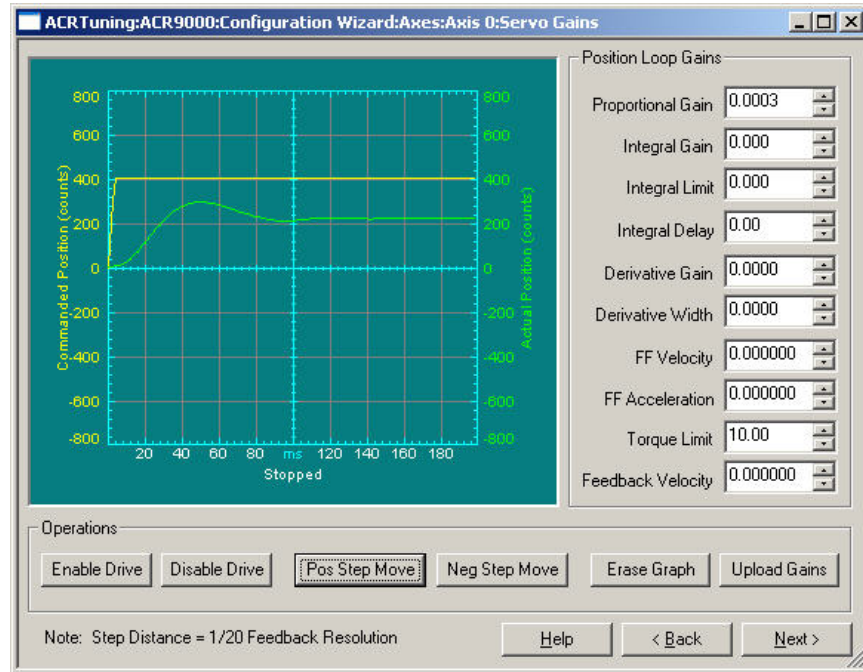 ACRTuning:ACR9000:Configuration Wizard:Axes:Axis 0:Servo Gains
800
600
400
200
0
-200
-400
-600
-800
Commanded Position (counts)
800
600
400
200
0
-200
-400
-600
-800
Actual Position (counts)
20 40 60 80 ms 120 140 160 180
Stopped
Position Loop Gains
Proportional Gain 0.0003
Integral Gain 0.000
Integral Limit 0.000
Integral Delay 0.00
Derivative Gain 0.0000
Derivative Width 0.0000
FF Velocity 0.000000
FF Acceleration 0.000000
Torque Limit 10.00
Feedback Velocity 0.000000
Operations
Enable Drive Disable Drive Pos Step Move Neg Step Move Erase Graph Upload Gains
Note: Step Distance = 1/20 Feedback Resolution
Help < Back Next >